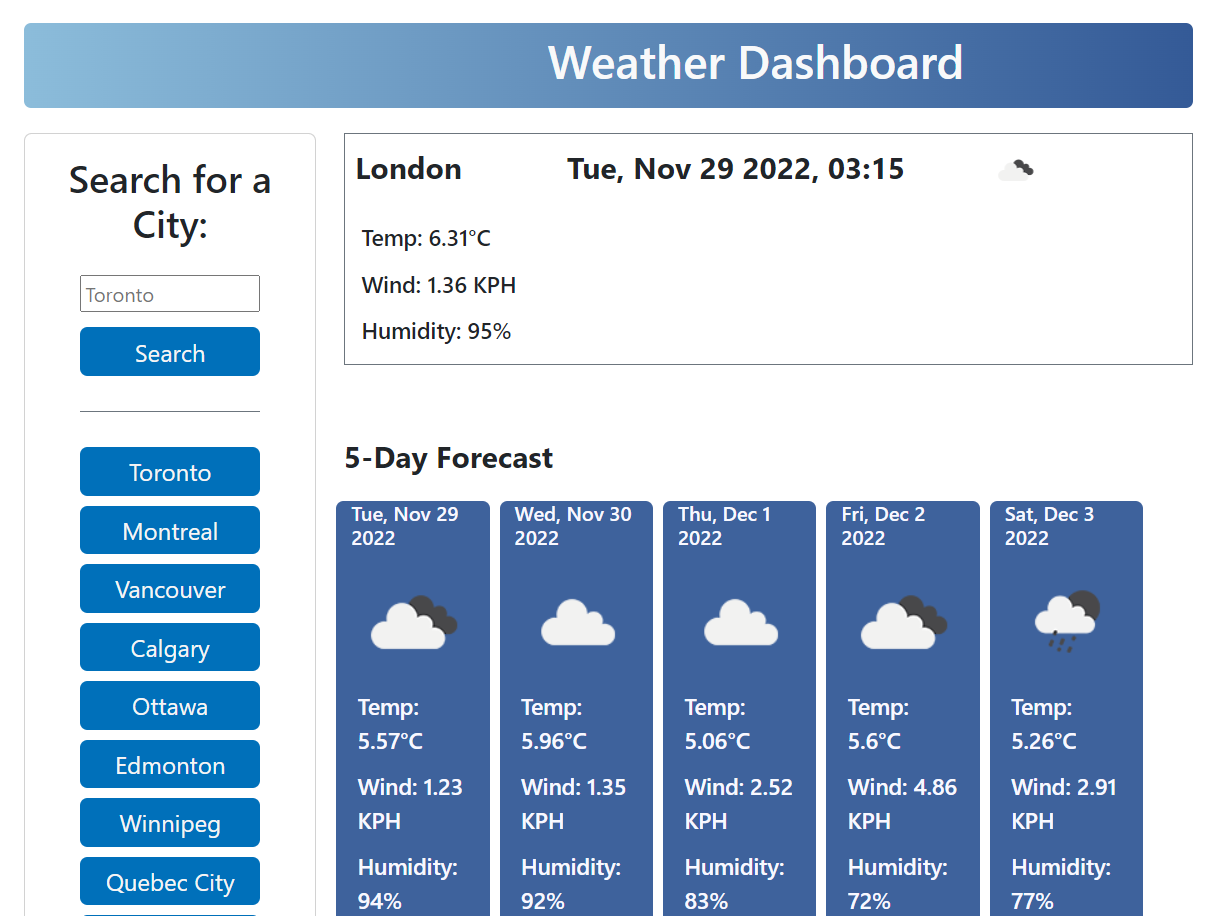 Weather Dashboard
Search for a
City:
Toronto
Search
Toronto
Montreal
Vancouver
Calgary
Ottawa
Edmonton
Winnipeg
Quebec City
London
Tue, Nov 29 2022, 03:15
Temp: 6.31°C
Wind: 1.36 KPH
Humidity: 95%
5-Day Forecast
Tue, Nov 29
2022
Temp:
5.57°C
Wind: 1.23
KPH
Humidity:
94%
Wed, Nov 30
2022
Temp:
5.96°C
Wind: 1.35
KPH
Humidity:
92%
Thu, Dec 1
2022
Temp:
5.06°C
Wind: 2.52
KPH
Humidity:
83%
Fri, Dec 2
2022
Temp:
5.6°C
Wind: 4.86
KPH
Humidity:
72%
Sat, Dec 3
2022
Temp:
5.26°C
Wind: 2.91
KPH
Humidity:
77%